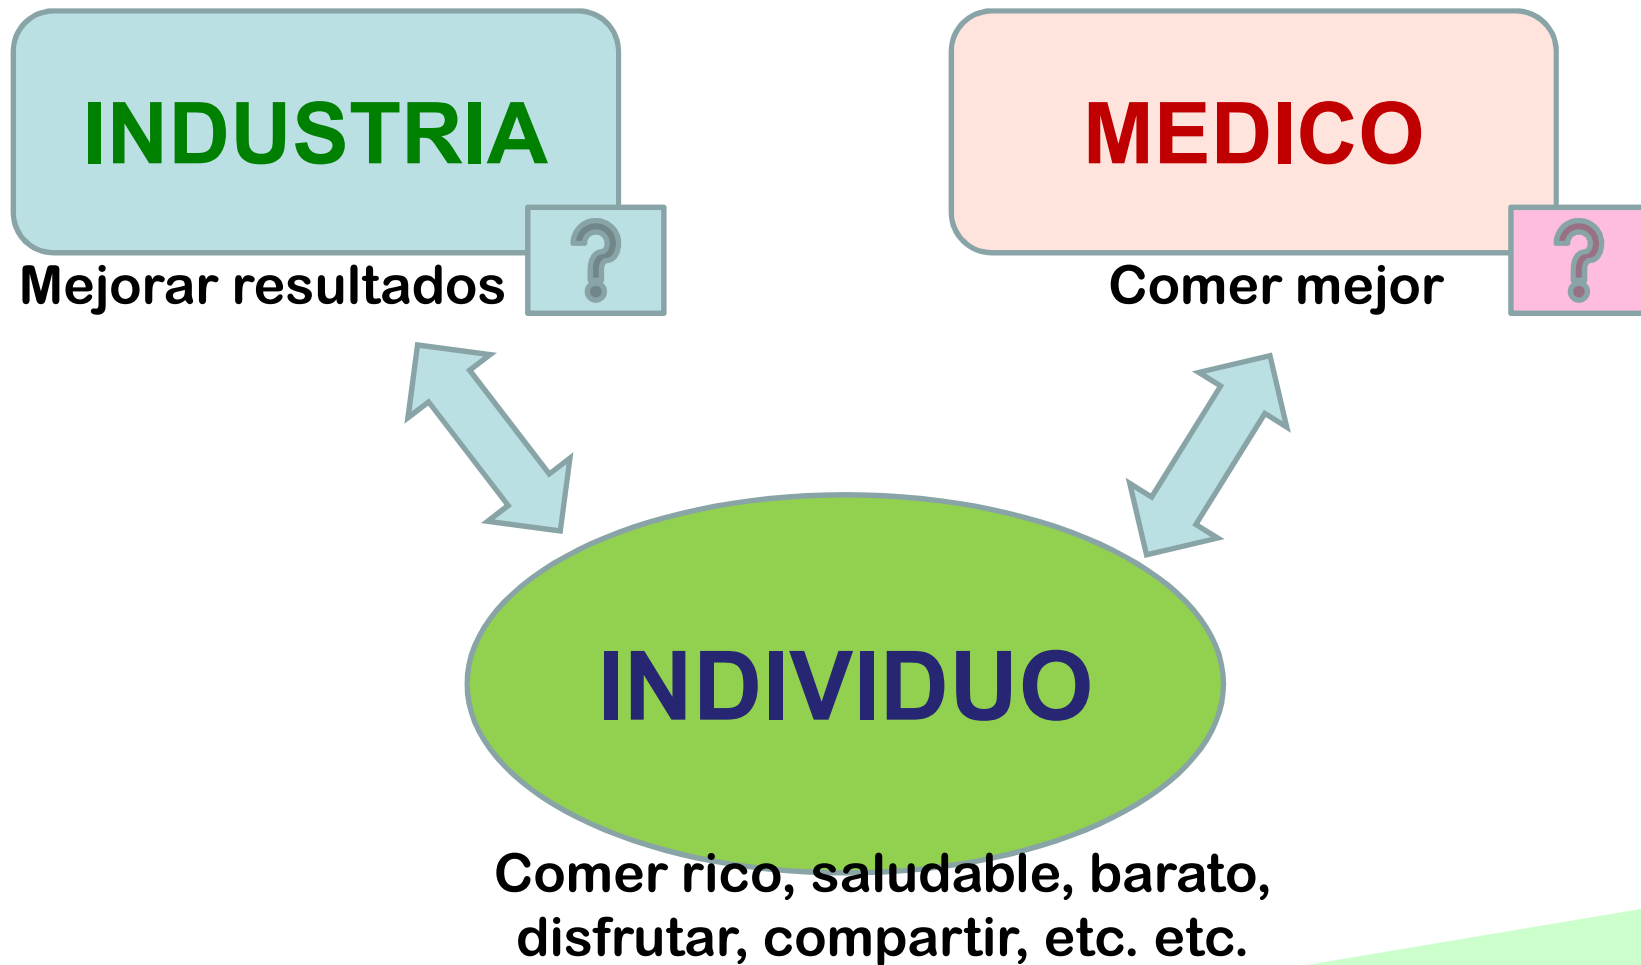 INDUSTRIA
?
Mejorar resultados
MEDICO
?
Comer mejor
INDIVIDUO
Comer rico, saludable, barato,
disfrutar, compartir, etc. etc.